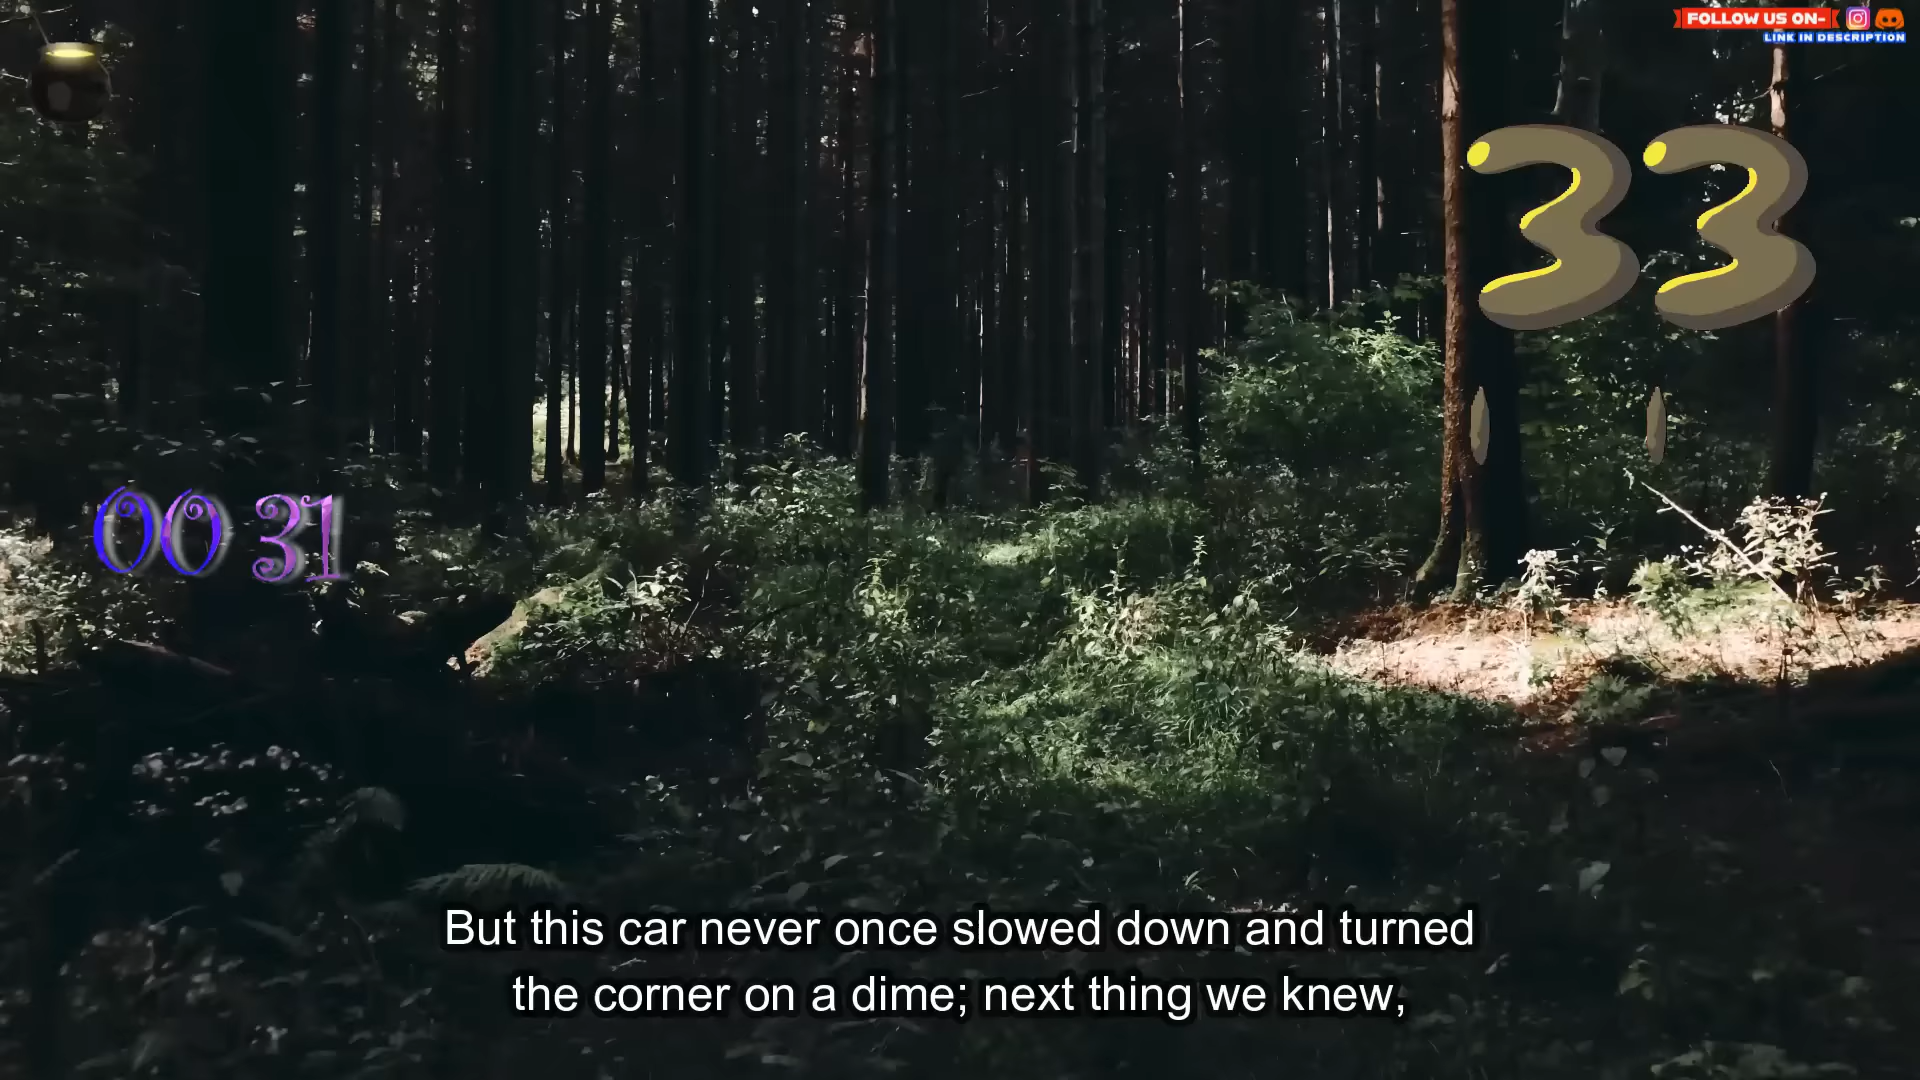 FOLLOW US ON-
LINK IN DESCRIPTION
33
00 31
But this car never once slowed down and turned
the corner on a dime; next thing we knew,